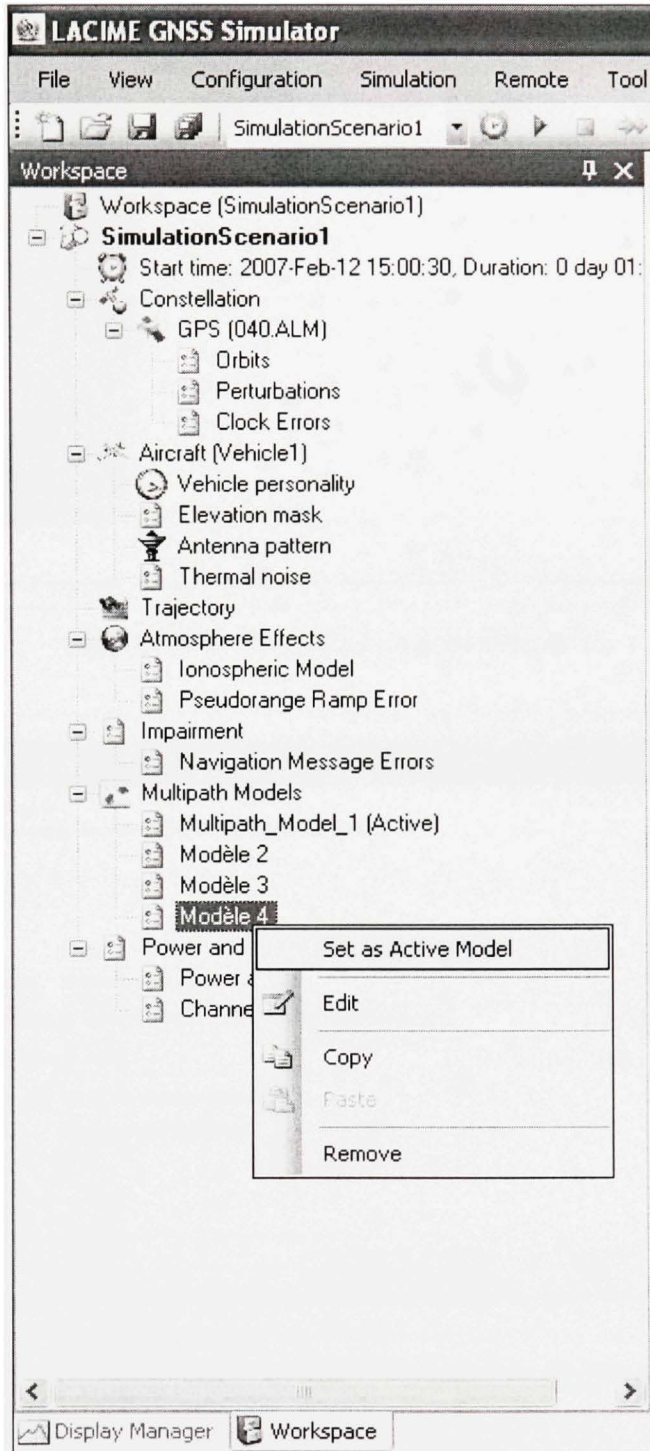 LACIME GNSS Simulator
File View Configuration Simulation Remote Tool
SimulationScenario1
Workspace
Workspace (SimulationScenario1)
SimulationScenario1
Start time: 2007-Feb-12 15:00:30, Duration: 0 day 01:
Constellation
GPS (040.ALM)
Orbits
Perturbations
Clock Errors
Aircraft (Vehicle1)
Vehicle personality
Elevation mask
Antenna pattern
Thermal noise
Trajectory
Atmosphere Effects
Ionospheric Model
Pseudorange Ramp Error
Impairment
Navigation Message Errors
Multipath Models
Multipath_Model_1 (Active)
Modèle 2
Modèle 3
Modèle 4
Power and
Power
Channe
Set as Active Model
Edit
Copy
Paste
Remove
Display Manager Workspace